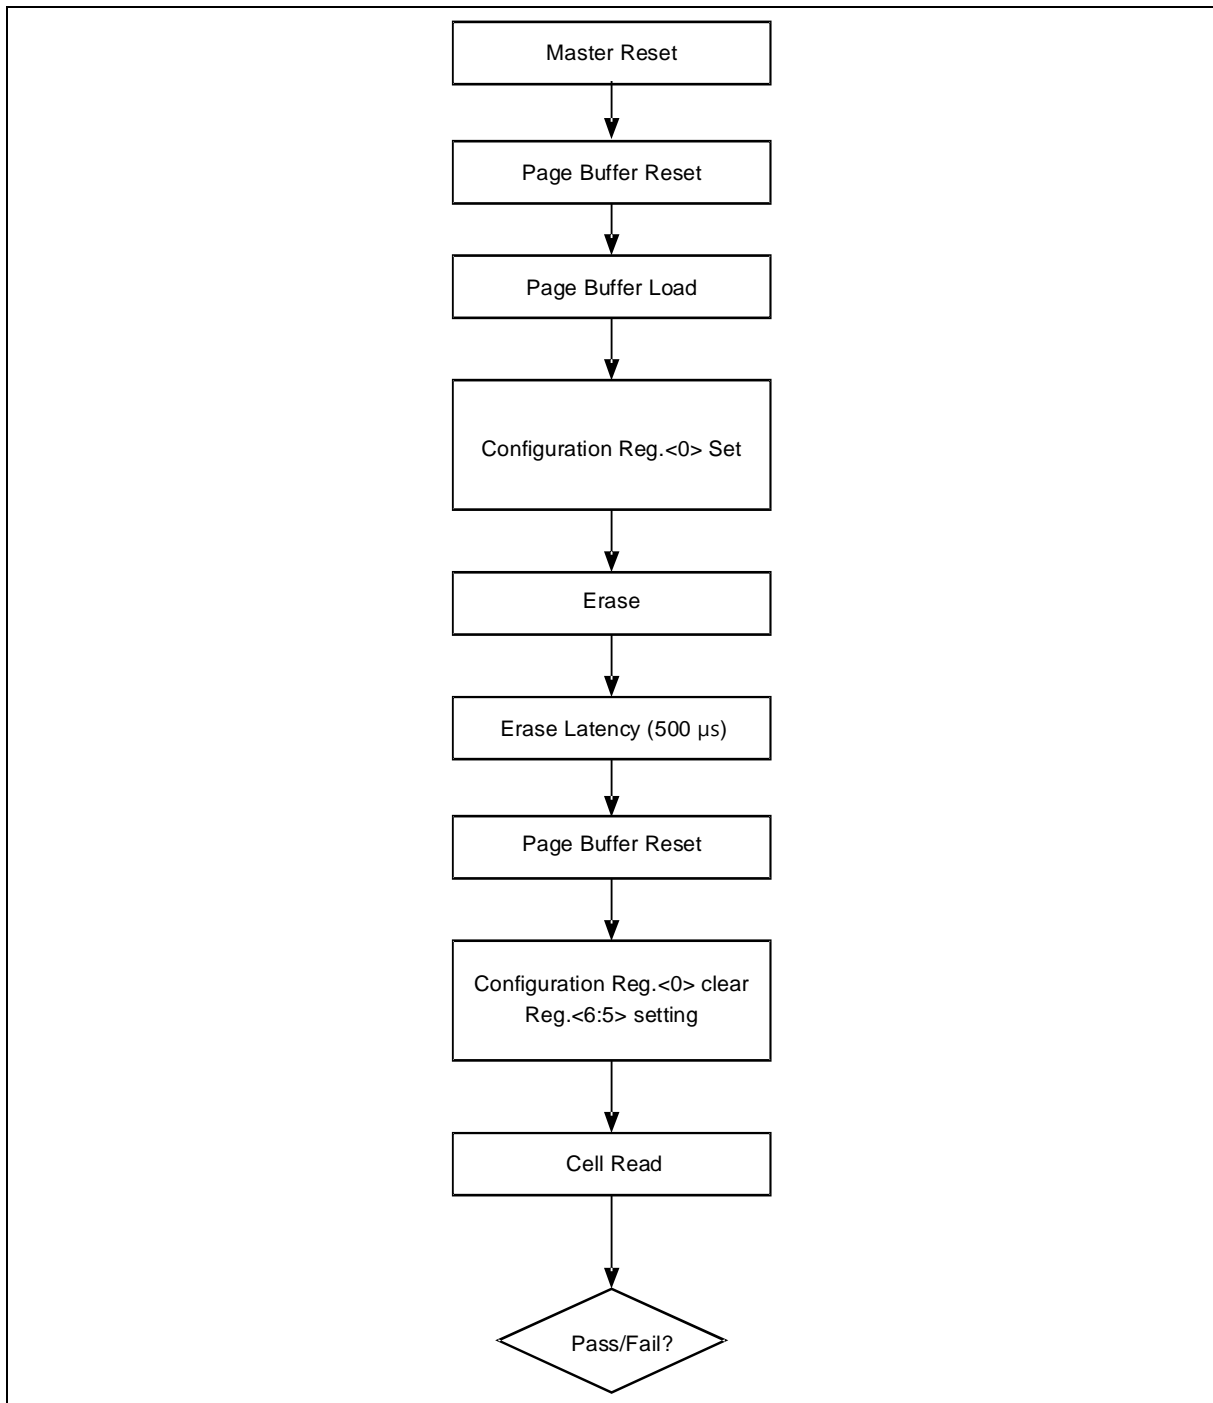 Master Reset
Page Buffer Reset
Page Buffer Load
Configuration Reg.<0> Set
Erase
Erase Latency (500 µs)
Page Buffer Reset
Configuration Reg.<0> clear
Reg.<6:5> setting
Cell Read
Pass/Fail?